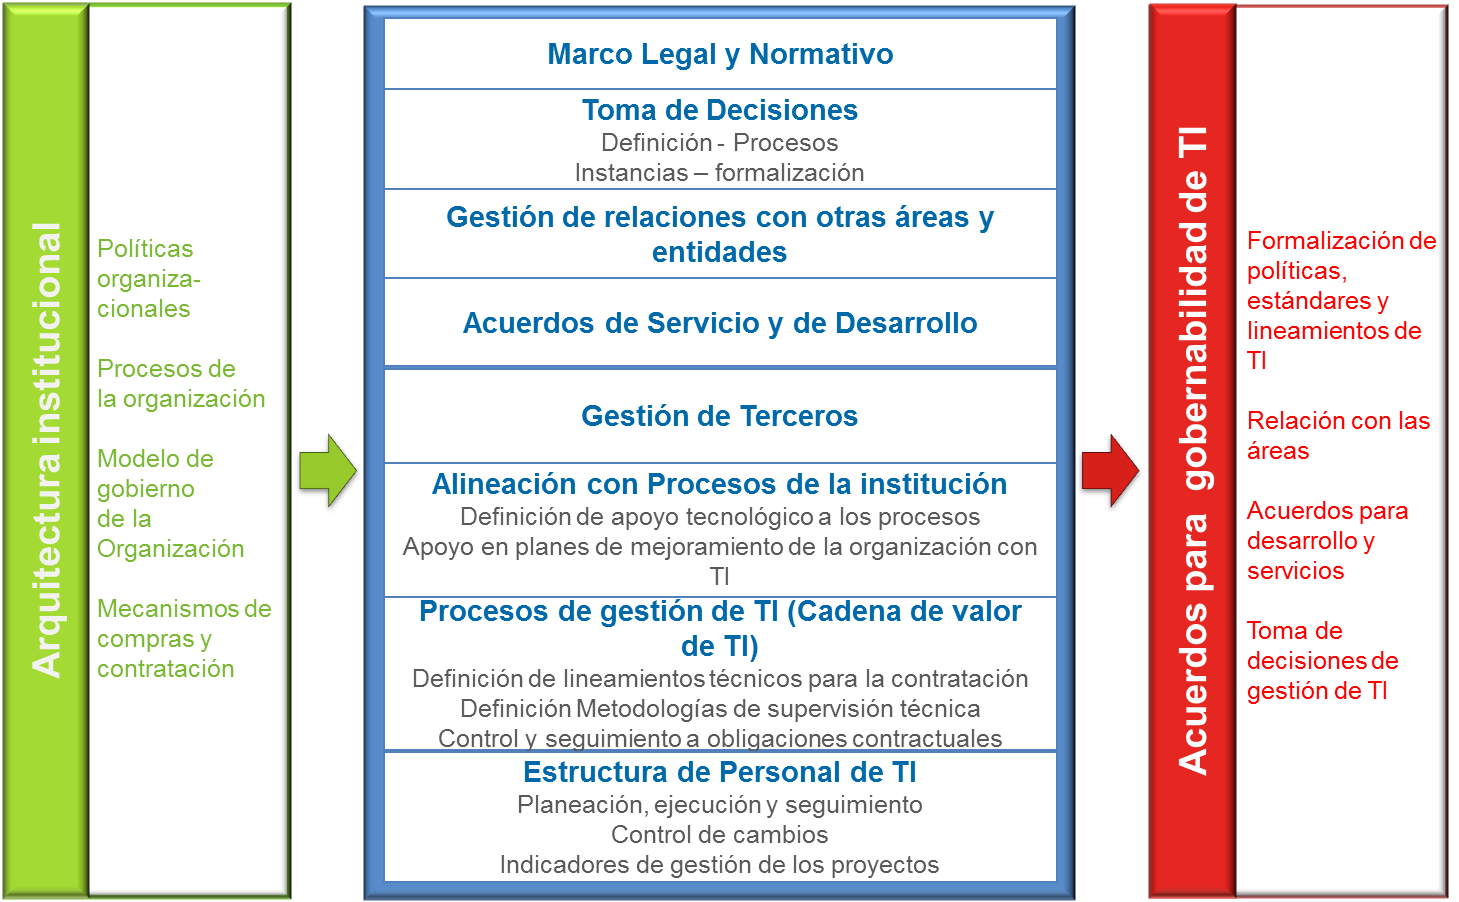 Arquitectura institucional
Políticas
organiza-
cionales
Procesos de
la organización
Modelo de
gobierno
de la
Organización
Mecanismos de
compras y
contratación
Marco Legal y Normativo
Toma de Decisiones
Definición - Procesos
Instancias – formalización
Gestión de relaciones con otras áreas y
entidades
Acuerdos de Servicio y de Desarrollo
Gestión de Terceros
Alineación con Procesos de la institución
Definición de apoyo tecnológico a los procesos
Apoyo en planes de mejoramiento de la organización con
TI
Procesos de gestión de TI (Cadena de valor
de TI)
Definición de lineamientos técnicos para la contratación
Definición Metodologías de supervisión técnica
Control y seguimiento a obligaciones contractuales
Estructura de Personal de TI
Planeación, ejecución y seguimiento
Control de cambios
Indicadores de gestión de los proyectos
Acuerdos para gobernabilidad de TI
Formalización de
políticas,
estándares y
lineamientos de
TI
Relación con las
áreas
Acuerdos para
desarrollo y
servicios
Toma de
decisiones de
gestión de TI